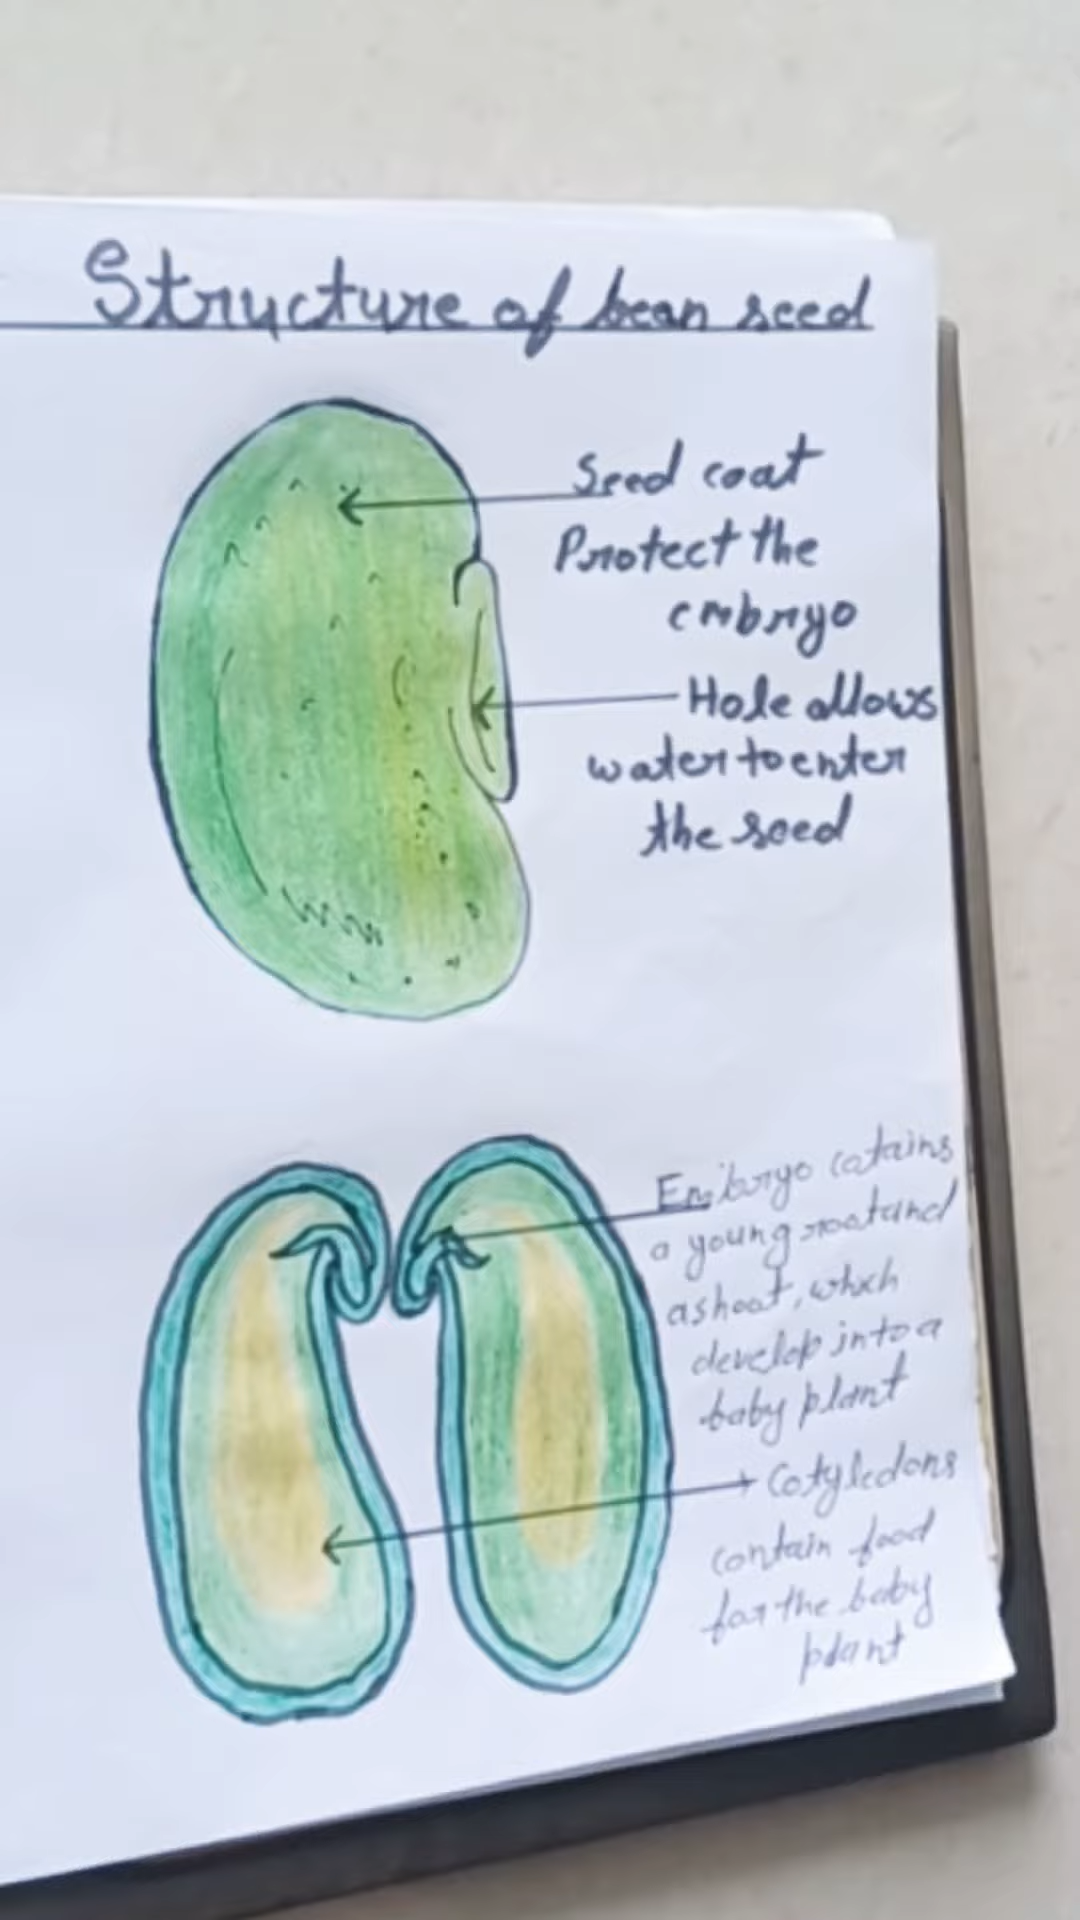 Structure of bean seed
Seed coat
Protect the
embryo
Hole allows
water to enter
the seed
Embryo cotains
a young root and
a shoot, which
develop into a
baby plant
Cotyledons
contain food
for the baby
plant